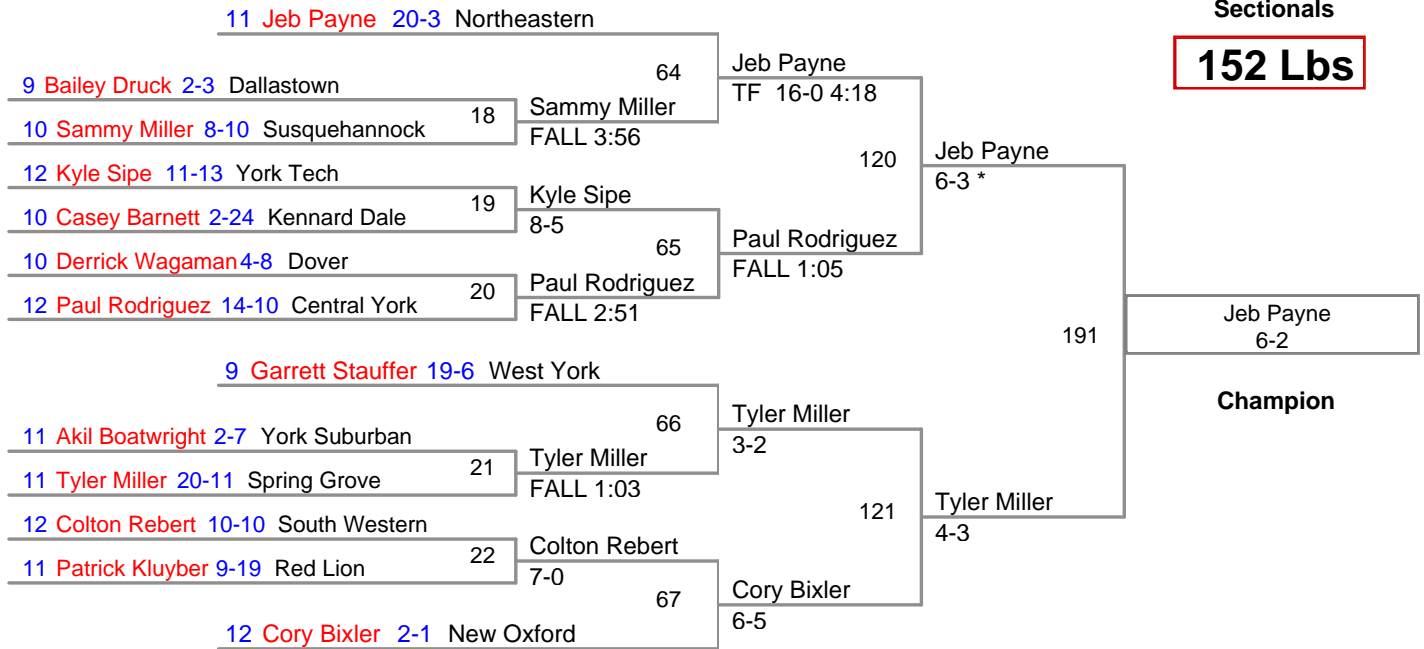 Sectionals
152 Lbs
11 Jeb Payne 20-3 Northeastern
9 Bailey Druck 2-3 Dallastown
10 Sammy Miller 8-10 Susquehannock
12 Kyle Sipe 11-13 York Tech
10 Casey Barnett 2-24 Kennard Dale
10 Derrick Wagaman 4-8 Dover
12 Paul Rodriguez 14-10 Central York
9 Garrett Stauffer 19-6 West York
11 Akil Boatwright 2-7 York Suburban
11 Tyler Miller 20-11 Spring Grove
12 Colton Rebert 10-10 South Western
11 Patrick Kluyber 9-19 Red Lion
12 Cory Bixler 2-1 New Oxford
18
Sammy Miller
FALL 3:56
19
Kyle Sipe
8-5
20
Paul Rodriguez
FALL 2:51
21
Tyler Miller
FALL 1:03
22
Colton Rebert
7-0
64
Jeb Payne
TF 16-0 4:18
65
Paul Rodriguez
FALL 1:05
66
Tyler Miller
3-2
67
Cory Bixler
6-5
120
Jeb Payne
6-3 *
121
Tyler Miller
4-3
191
Jeb Payne
6-2
Champion